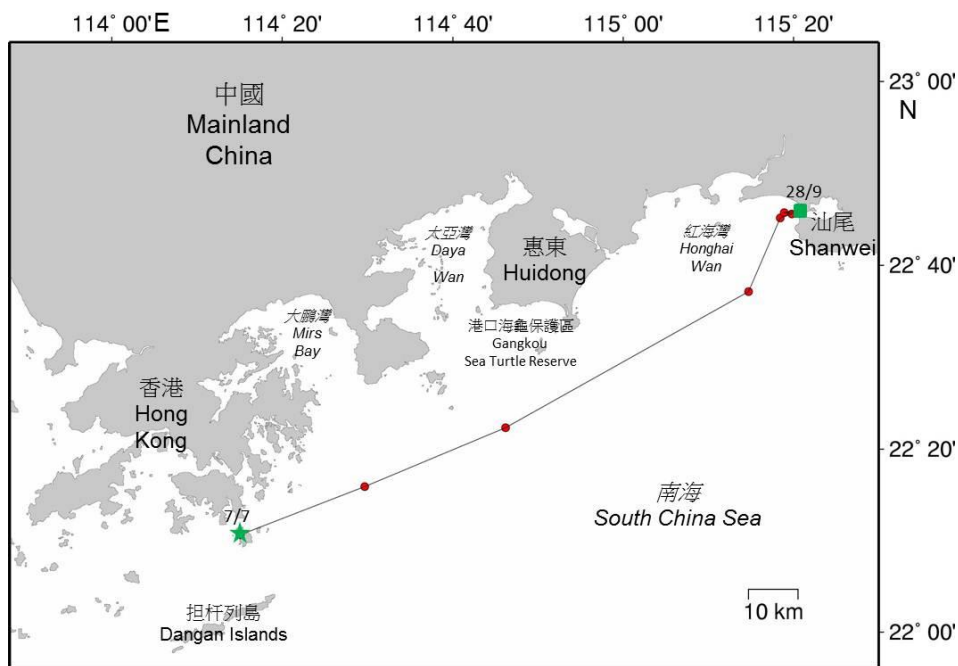 114° 00' E
114° 20'
114° 40'
115° 00'
115° 20'
23° 00'
N
中國
Mainland
China
28/9
汕尾
Shanwei
太亞灣
Daya
Wan
惠東
Huidong
紅海灣
Honghai
Wan
22° 40'
大鵬灣
Mirs
Bay
港口海龜保護區
Gangkou
Sea Turtle Reserve
香港
Hong
Kong
22° 20'
7/7
南海
South China Sea
10 km
担杆列島
Dangan Islands
22° 00'